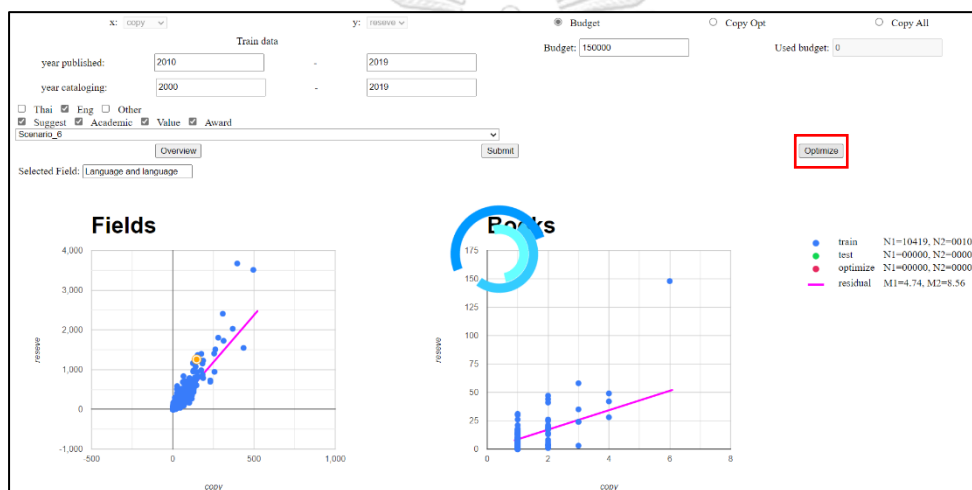 x: copy y: reseve Budget Copy Opt Copy All
Train data Budget: 150000 Used budget: 0
year published: 2010 - 2019
year cataloging: 2000 - 2019
Thai Eng Other
Suggest Academic Value Award
Scenario_6
Overview Submit Optimize
Selected Field: Language and language
Fields
4,000
3,000
2,000
1,000
0
-1,000
reseve
-500 0 500 1,000
copy
Books
175
150
125
100
75
50
25
0
reseve
0 2 4 6 8
copy
train N1=10419, N2=0010
test N1=00000, N2=0000
optimize N1=00000, N2=0000
residual M1=4.74, M2=8.56